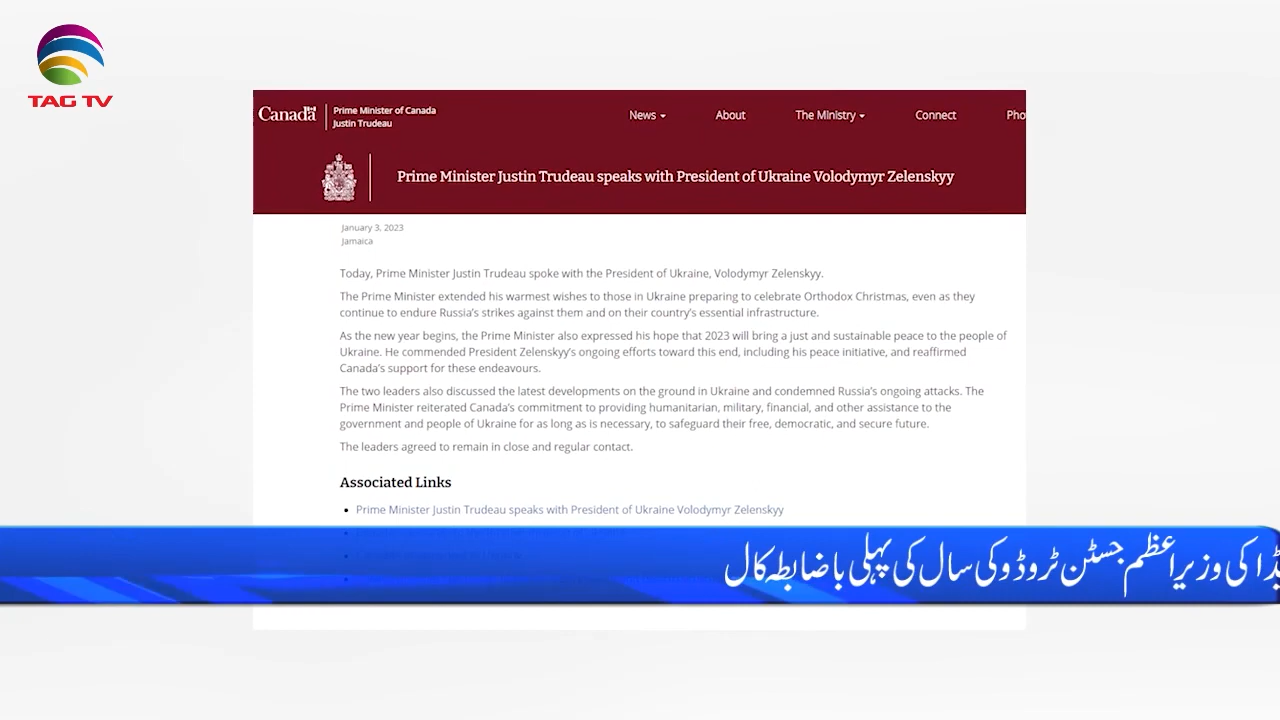 TAG TV
Canada
Prime Minister of Canada
Justin Trudeau
News
About
The Ministry
Connect
Pho
Prime Minister Justin Trudeau speaks with President of Ukraine Volodymyr Zelenskyy
January 3, 2023
Jamaica
Today, Prime Minister Justin Trudeau spoke with the President of Ukraine, Volodymyr Zelenskyy.
The Prime Minister extended his warmest wishes to those in Ukraine preparing to celebrate Orthodox Christmas, even as they
continue to endure Russia's strikes against them and on their country's essential infrastructure.
As the new year begins, the Prime Minister also expressed his hope that 2023 will bring a just and sustainable peace to the people of
Ukraine. He commended President Zelenskyy's ongoing efforts toward this end, including his peace initiative, and reaffirmed
Canada's support for these endeavours.
The two leaders also discussed the latest developments on the ground in Ukraine and condemned Russia's ongoing attacks. The
Prime Minister reiterated Canada's commitment to providing humanitarian, military, financial, and other assistance to the
government and people of Ukraine for as long as is necessary, to safeguard their free, democratic, and secure future.
The leaders agreed to remain in close and regular contact.
Associated Links
Prime Minister Justin Trudeau speaks with President of Ukraine Volodymyr Zelenskyy
کی وزیراعظم جسٹن ٹروڈو کی سال کی پہلی باضابطہ کال